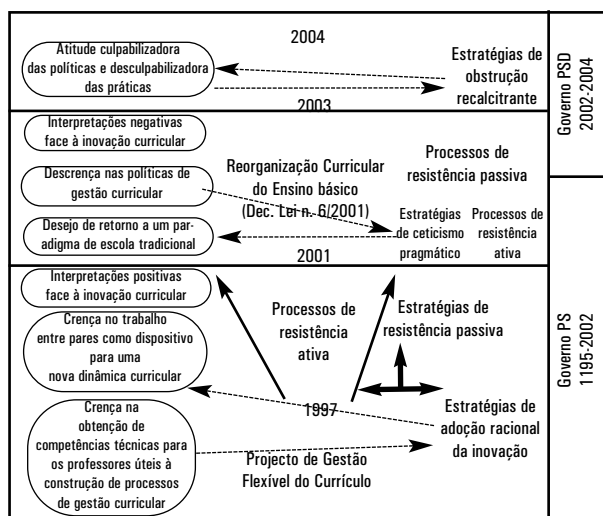 2004
Atitude culpabilizadora
das políticas e desculpabilizadora
das práticas
Estratégias de
obstrução
recalcitrante
2003
Governo PSD
2002-2004
Interpretações negativas
face à inovação curricular
Descrença nas políticas de
gestão curricular
Desejo de retorno a um par-
adigma de escola tradicional
Reorganização Curricular
do Ensino básico
(Dec. Lei n. 6/2001)
2001
Processos de
resistência passiva
Estratégias
de ceticismo
pragmático
Processos de
resistência
ativa
Interpretações positivas
face à inovação curricular
Crença no trabalho
entre pares como dispositivo
para uma
nova dinâmica curricular
Crença na
obtenção de
competências técnicas para
os professores úteis à
construção de processos
de gestão curricular
Processos de
resistência
ativa
Estratégias de
resistência passiva
1997
Estratégias de
adoção racional
da inovação
Projecto de Gestão
Flexível do Currículo
Governo PS
1195-2002